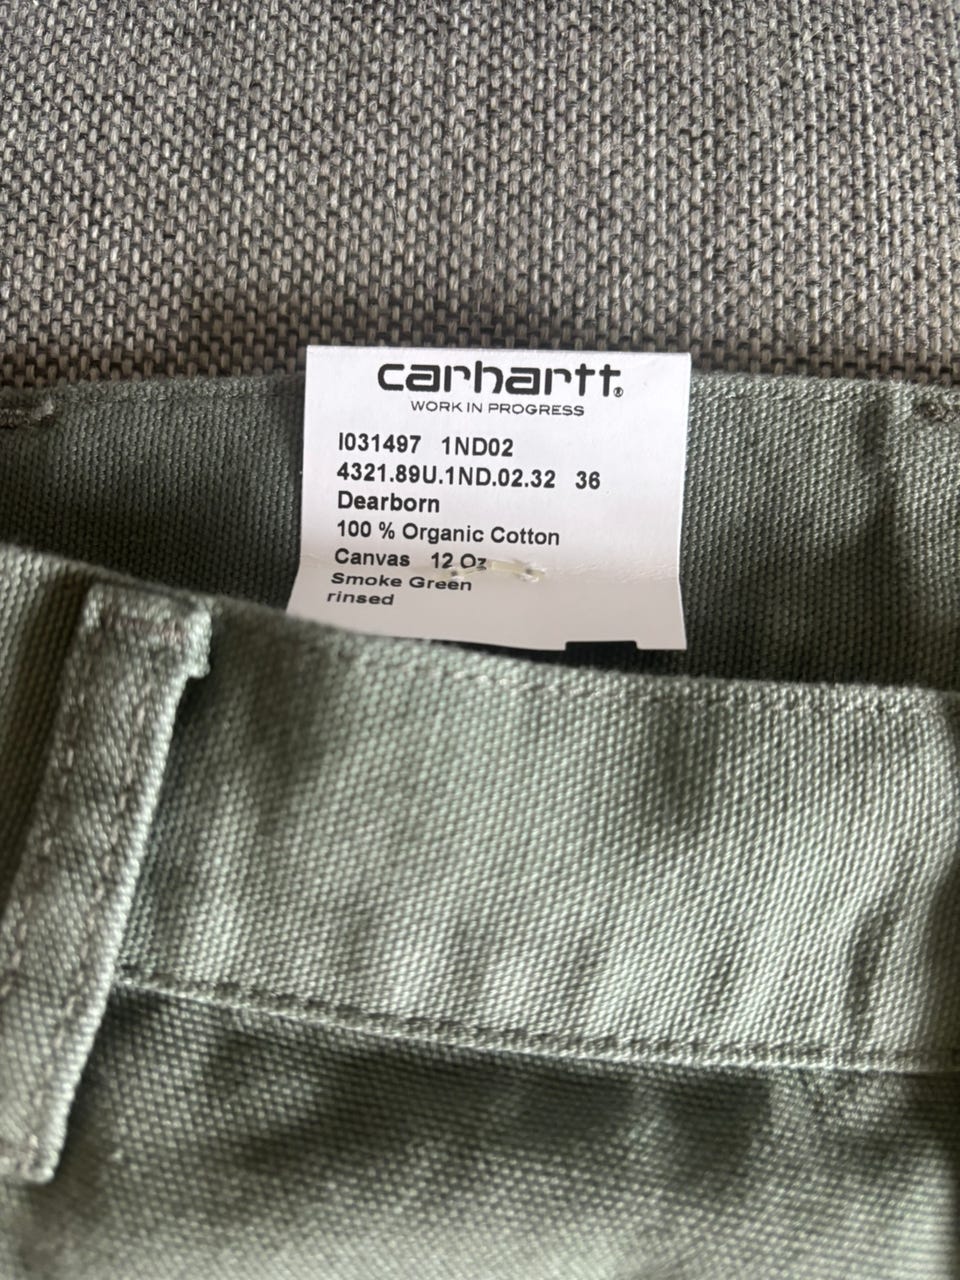 carhartt®
WORK IN PROGRESS
I031497 1ND02
4321.89U.1ND.02.32 36
Dearborn
100 % Organic Cotton
Canvas 12 Oz
Smoke Green
rinsed